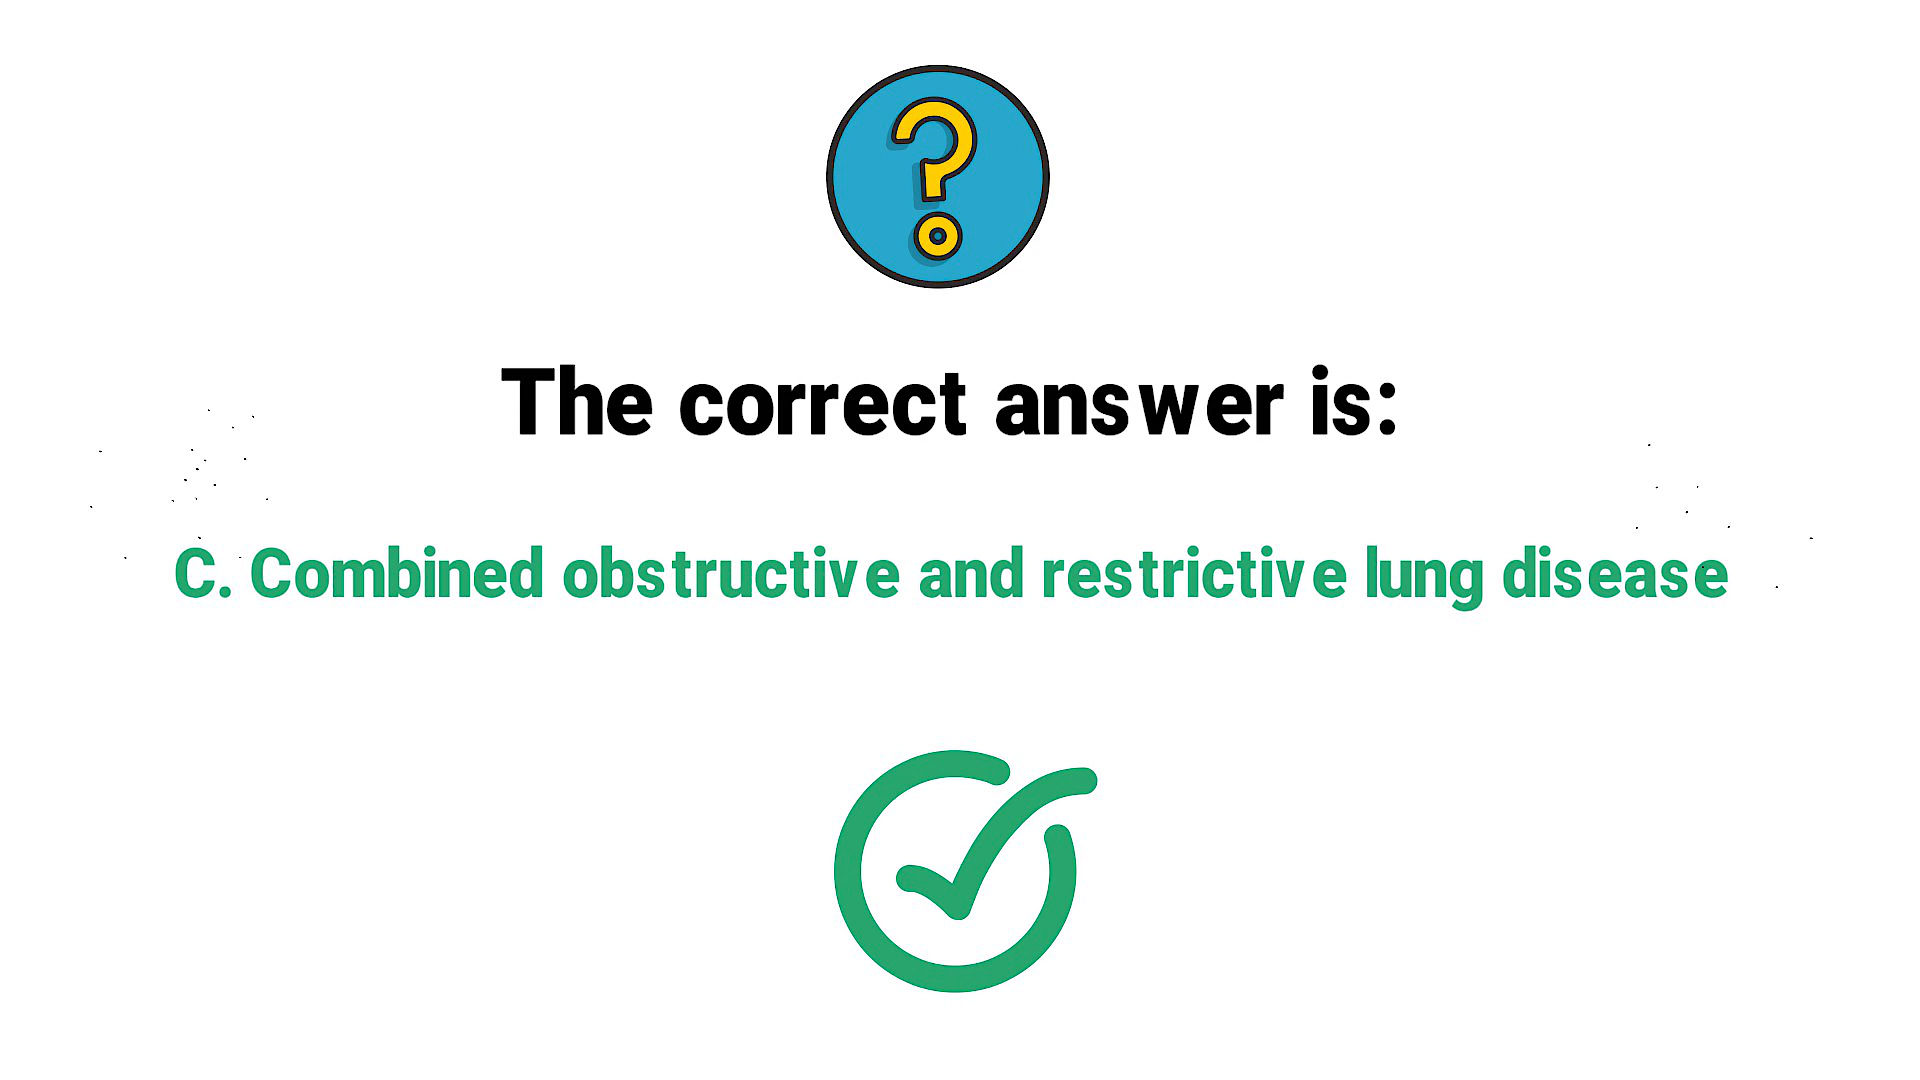 The correct answer is:
C. Combined obstructive and restrictive lung disease